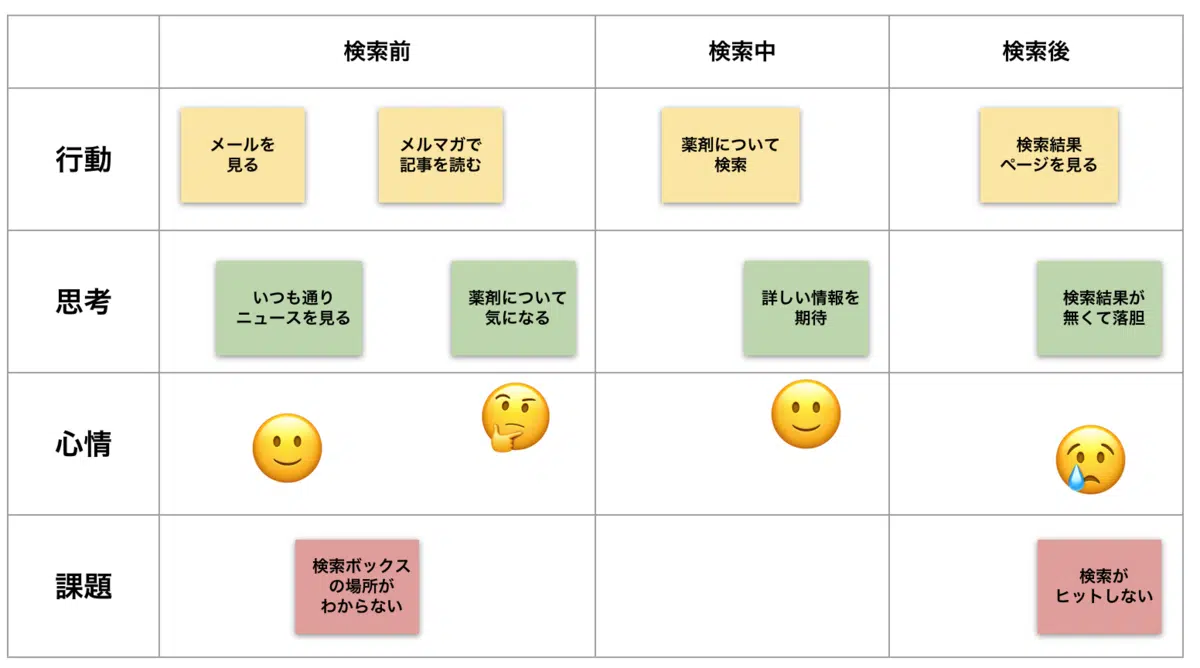 検索前
検索中
検索後
行動
メールを
見る
メルマガで
記事を読む
薬剤について
検索
検索結果
ページを見る
思考
いつも通り
ニュースを見る
薬剤について
気になる
詳しい情報を
期待
検索結果が
無くて落胆
心情
課題
検索ボックス
の場所が
わからない
検索が
ヒットしない